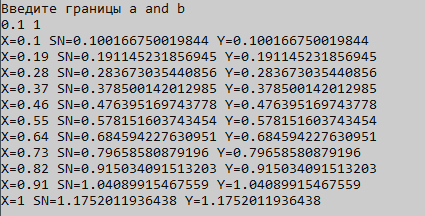 Введите границы a and b
0.1 1
X=0.1 SN=0.100166750019844 Y=0.100166750019844
X=0.19 SN=0.191145231856945 Y=0.191145231856945
X=0.28 SN=0.283673035440856 Y=0.283673035440856
X=0.37 SN=0.378500142012985 Y=0.378500142012985
X=0.46 SN=0.476395169743778 Y=0.476395169743778
X=0.55 SN=0.578151603743454 Y=0.578151603743454
X=0.64 SN=0.684594227630951 Y=0.684594227630951
X=0.73 SN=0.79658580879196 Y=0.79658580879196
X=0.82 SN=0.915034091513203 Y=0.915034091513203
X=0.91 SN=1.04089915467559 Y=1.04089915467559
X=1 SN=1.1752011936438 Y=1.1752011936438